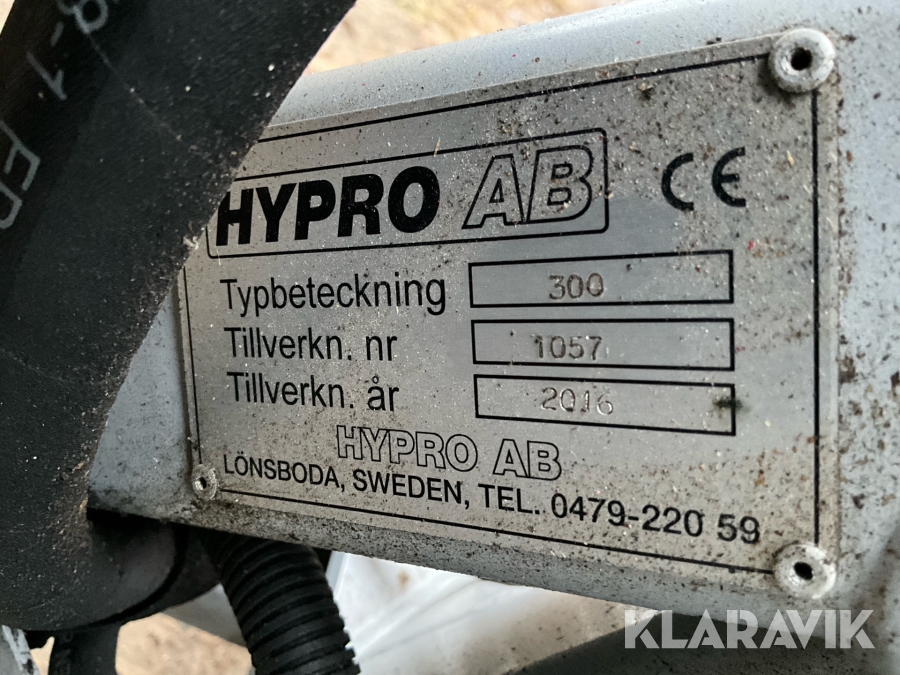 HYPRO AB CE
Typbeteckning 300
Tillverkn. nr 1057
Tillverkn. år 2016
HYPRO AB
LÖNSBODA, SWEDEN, TEL. 0479-220 59
KLARAVIK